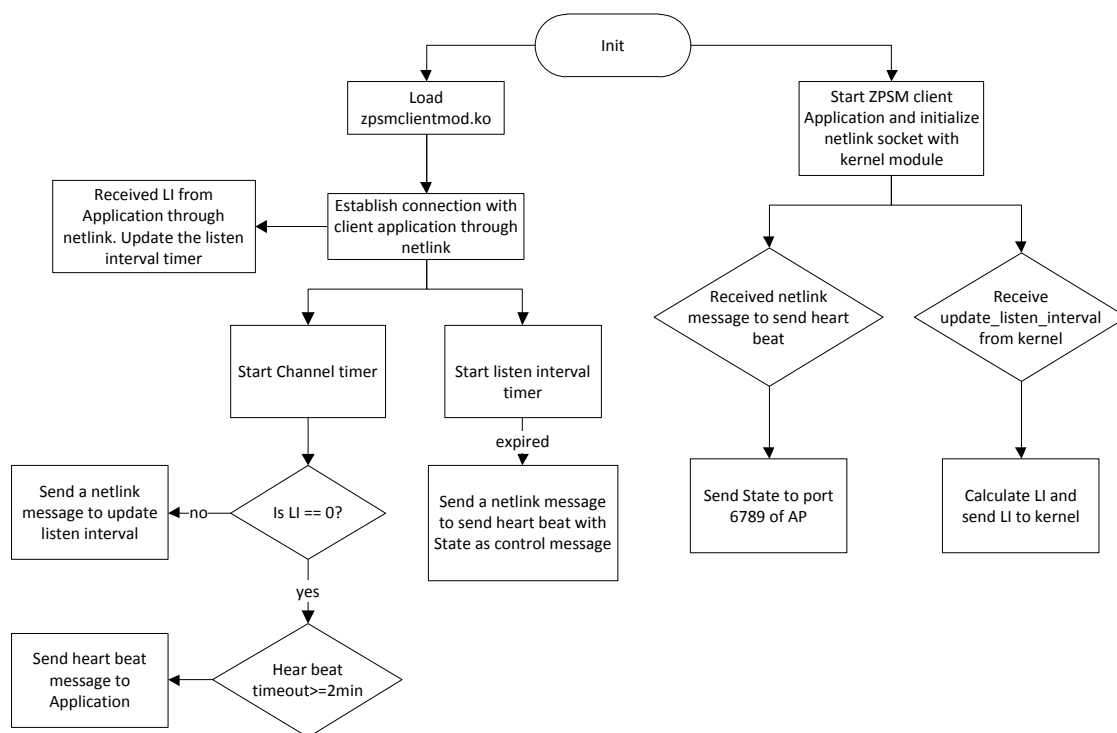 Init
Load
zpsmclientmod.ko
Start ZPSM client
Application and initialize
netlink socket with
kernel module
Received LI from
Application through
netlink. Update the listen
interval timer
Establish connection with
client application through
netlink
Received netlink
message to send heart
beat
Receive
update_listen_interval
from kernel
Start Channel timer
Start listen interval
timer
expired
Send a netlink
message to update
listen interval
no
Is LI == 0?
Send a netlink message
to send heart beat with
State as control message
Send State to port
6789 of AP
Calculate LI and
send LI to kernel
yes
Send heart beat
message to
Application
Hear beat
timeout>=2min